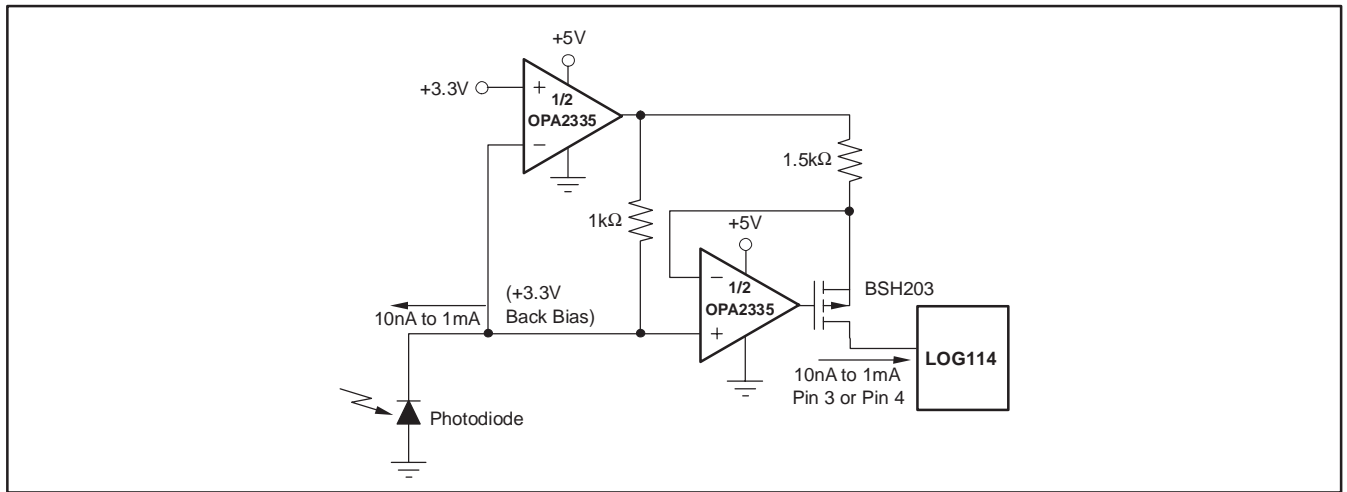 +5V
+3.3V
+
1/2
OPA2335
−
1.5kΩ
1kΩ
+5V
−
1/2
OPA2335
+
BSH203
(+3.3V
Back Bias)
10nA to 1mA
LOG114
10nA to 1mA
Pin 3 or Pin 4
Photodiode